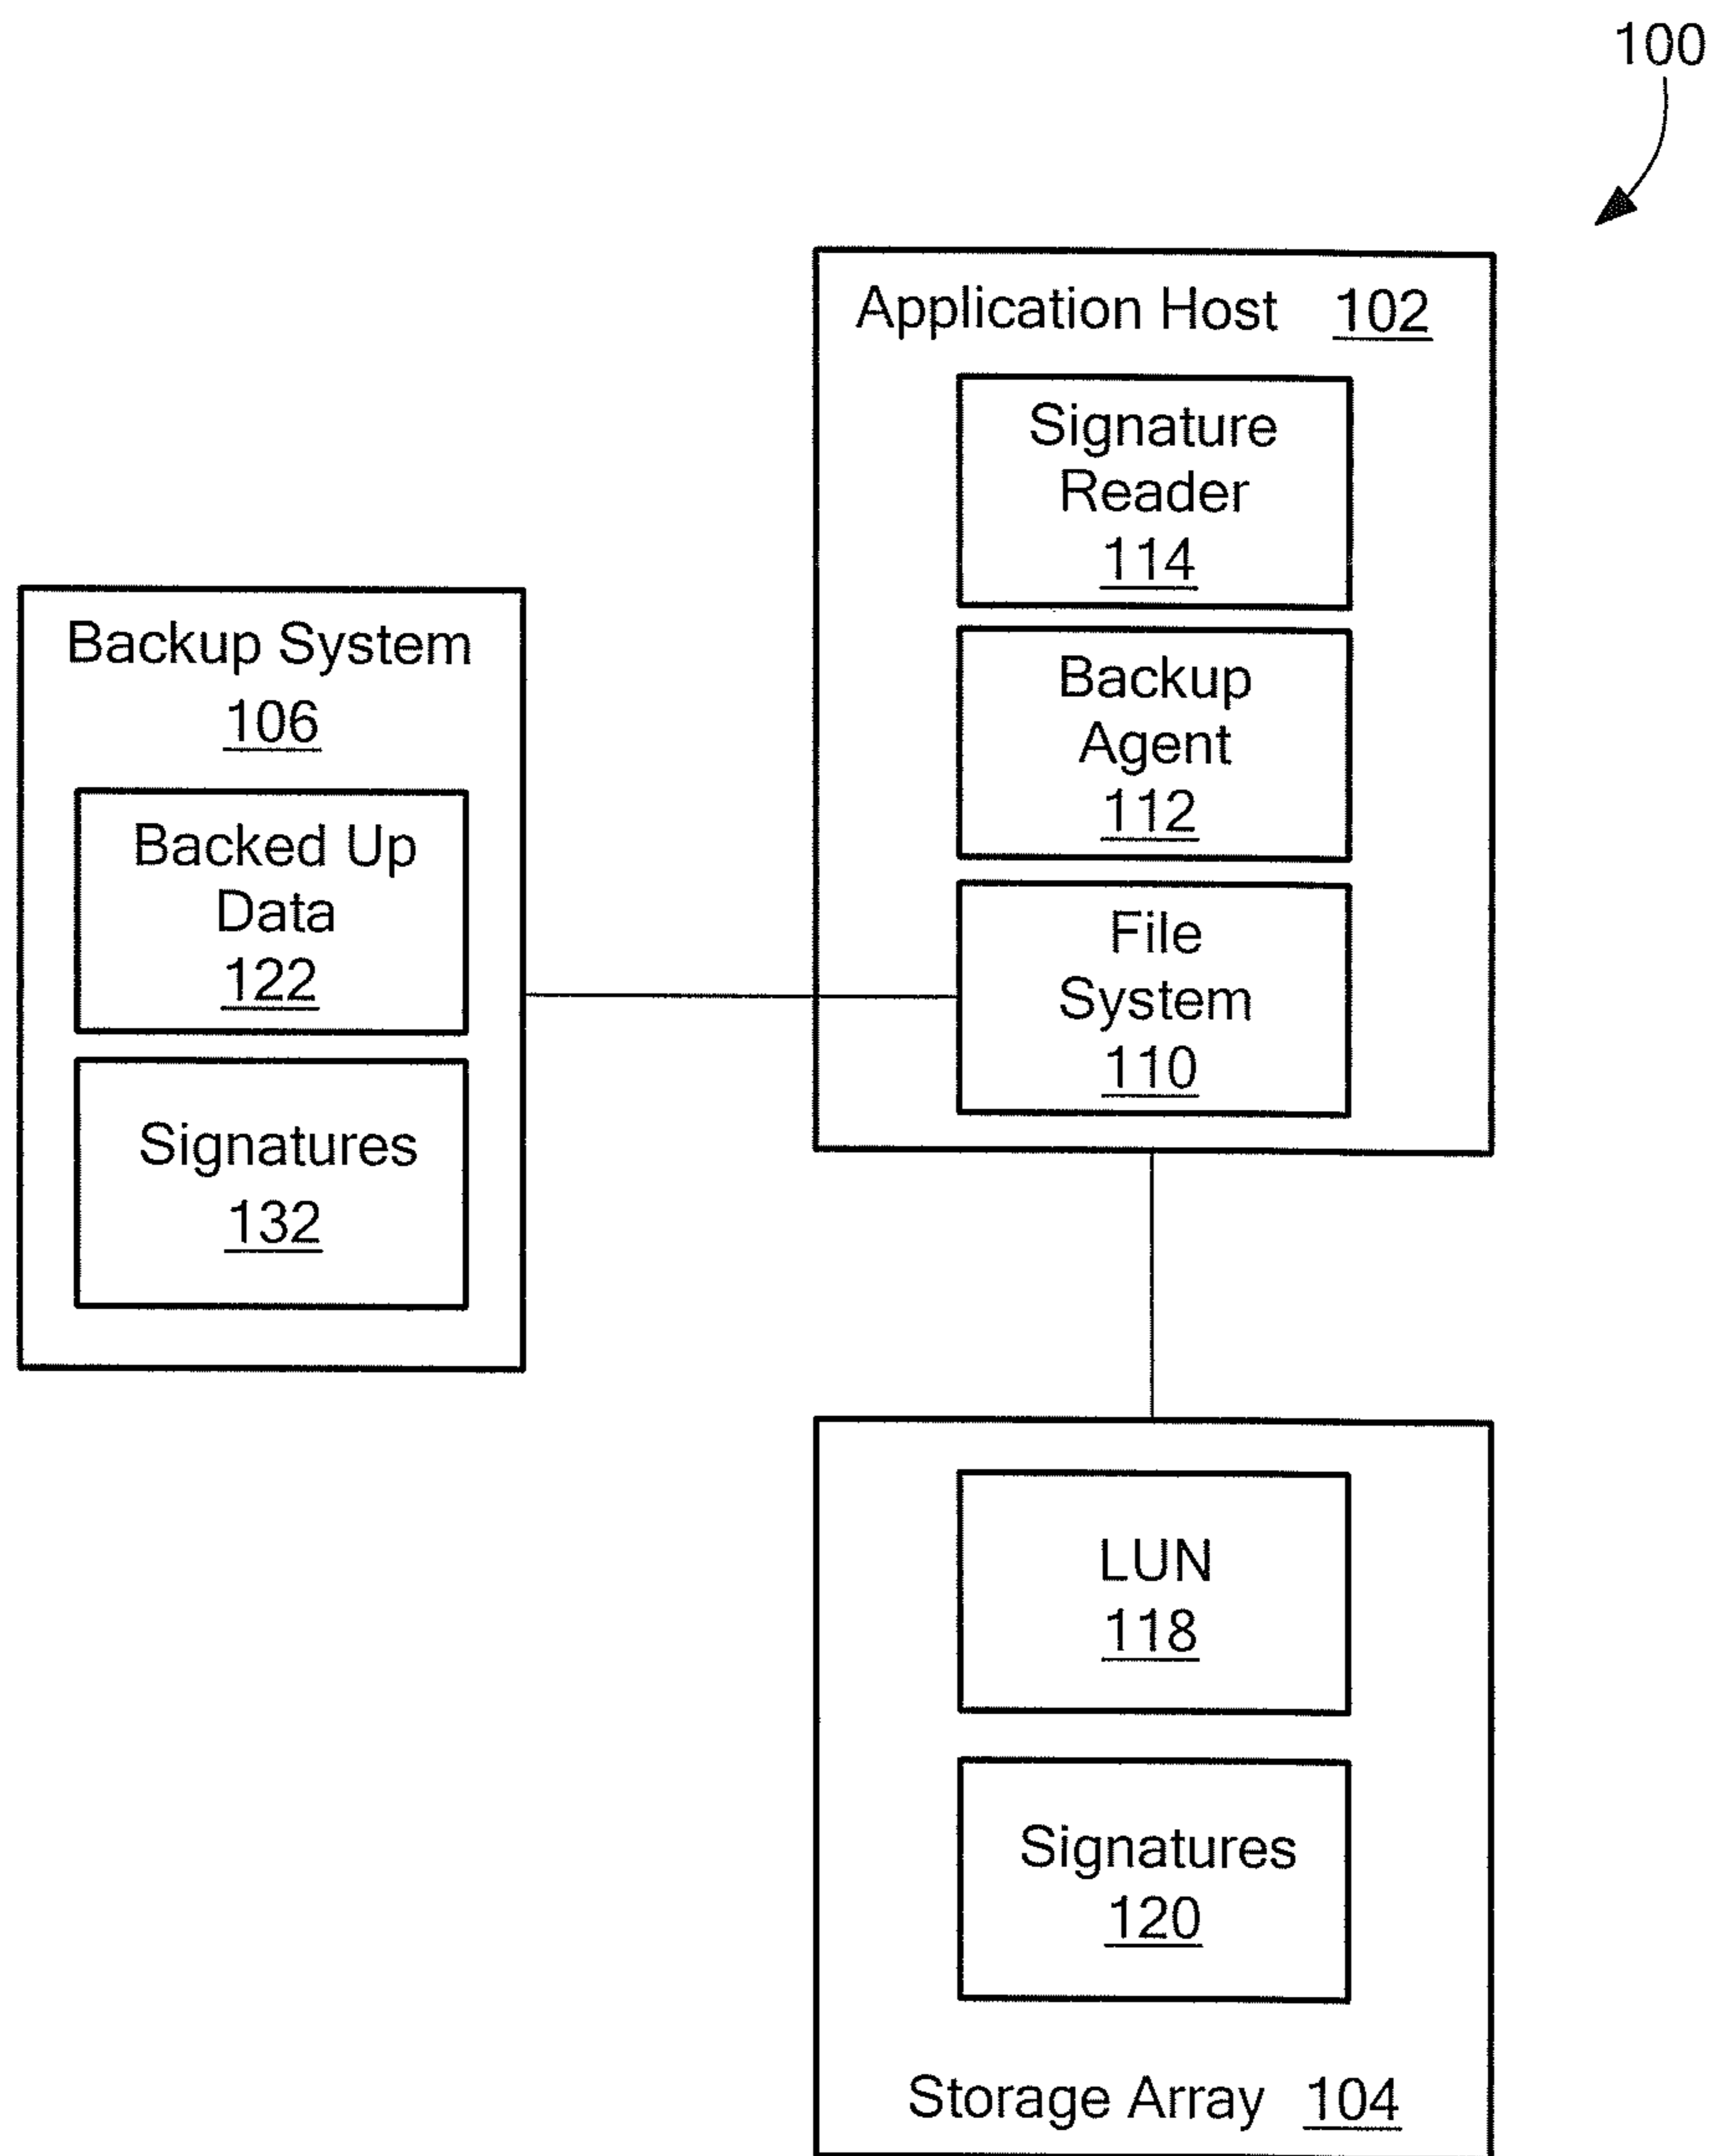 100
Application Host 102
Signature
Reader
114
Backup
Agent
112
File
System
110
Backup System
106
Backed Up
Data
122
Signatures
132
LUN
118
Signatures
120
Storage Array 104